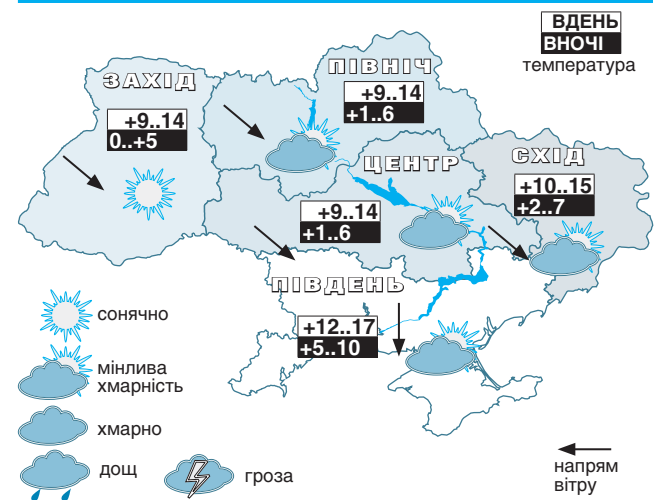 ВДЕНЬ
ВНОЧІ
температура
ЗАХІД
+9..14
0..+5
ПІВНІЧ
+9..14
+1..6
ЦЕНТР
+9..14
+1..6
СХІД
+10..15
+2..7
ПІВДЕНЬ
+12..17
+5..10
сонячно
мінлива
хмарність
хмарно
дощ
гроза
напрям
вітру